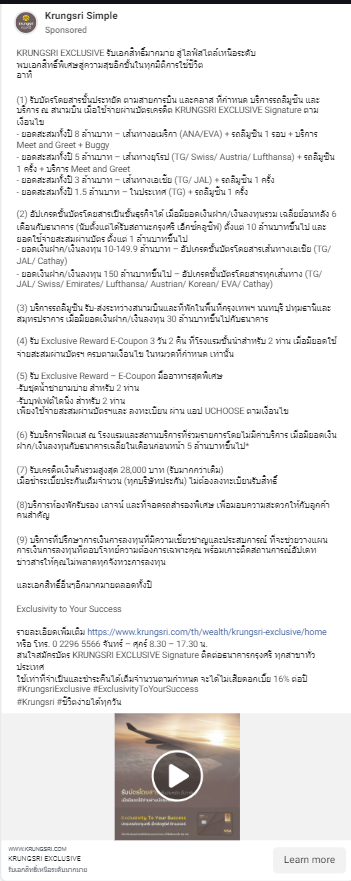 Krungsri Simple
Sponsored
KRUNGSRI EXCLUSIVE รับเอกสิทธิ์มากมาย สู่ไลฟ์สไตล์เหนือระดับ
พบเอกสิทธิ์พิเศษสู่ความสุขอีกขั้นในทุกมิติการใช้ชีวิต
อาทิ
(1) รับบัตรโดยสารชั้นประหยัด ตามสายการบิน และคลาส ที่กำหนด บริการรถลีมูซีน และ
บริการ ณ สนามบิน เมื่อใช้จ่ายผ่านบัตรเครดิต KRUNGSRI EXCLUSIVE Signature ตาม
เงื่อนไข
- ยอดสะสมทั้งปี 8 ล้านบาท – เส้นทางอเมริกา (ANA/EVA) + รถลีมูซีน 1 รอบ + บริการ
Meet and Greet + Buggy
- ยอดสะสมทั้งปี 5 ล้านบาท – เส้นทางยุโรป (TG/ Swiss/ Austria/ Lufthansa) + รถลีมูซีน
1 ครั้ง + บริการ Meet and Greet
- ยอดสะสมทั้งปี 3 ล้านบาท – เส้นทางเอเชีย (TG/ JAL) + รถลีมูซีน 1 ครั้ง
- ยอดสะสมทั้งปี 1.5 ล้านบาท – ในประเทศ (TG) + รถลีมูซีน 1 ครั้ง
(2) อัปเกรดชั้นบัตรโดยสารเป็นชั้นธุรกิจได้ เมื่อมียอดเงินฝาก/เงินลงทุนรวม เฉลี่ยย้อนหลัง 6
เดือนกับธนาคาร (นับตั้งแต่ได้รับสถานะกรุงศรี เอ็กซ์คลูซีฟ) ตั้งแต่ 10 ล้านบาทขึ้นไป และ
ยอดใช้จ่ายสะสมผ่านบัตร ตั้งแต่ 1 ล้านบาทขึ้นไป
- ยอดเงินฝาก/เงินลงทุน 10-149.9 ล้านบาท – อัปเกรดชั้นบัตรโดยสารเส้นทางเอเชีย (TG/
JAL/ Cathay)
- ยอดเงินฝาก/เงินลงทุน 150 ล้านบาทขึ้นไป – อัปเกรดชั้นบัตรโดยสารทุกเส้นทาง (TG/
JAL/ Swiss/ Emirates/ Lufthansa/ Austrian/ Korean/ EVA/ Cathay)
(3) บริการรถลีมูซีน รับ-ส่งระหว่างสนามบินและที่พักในพื้นที่กรุงเทพฯ นนทบุรี ปทุมธานีและ
สมุทรปราการ เมื่อมียอดเงินฝาก/เงินลงทุน 30 ล้านบาทขึ้นไปกับธนาคาร
(4) รับ Exclusive Reward E-Coupon 3 วัน 2 คืน ที่โรงแรมชั้นนำสำหรับ 2 ท่าน เมื่อมียอดใช้
จ่ายสะสมผ่านบัตรฯ ครบตามเงื่อนไข ในหมวดที่กำหนด เท่านั้น
(5) รับ Exclusive Reward – E-Coupon มื้ออาหารสุดพิเศษ
-รับชุดน้ำชายามบ่าย สำหรับ 2 ท่าน
-รับบุฟเฟต์ไดนิ่ง สำหรับ 2 ท่าน
เพียงใช้จ่ายสะสมผ่านบัตรฯและ ลงทะเบียน ผ่าน แอป UCHOOSE ตามเงื่อนไข
(6) รับบริการฟิตเนส ณ โรงแรมและสถานบริการที่ร่วมรายการโดยไม่มีค่าบริการ เมื่อมียอดเงิน
ฝาก/เงินลงทุนกับธนาคารเฉลี่ยในเดือนก่อนหน้า 5 ล้านบาทขึ้นไป*
(7) รับเครดิตเงินคืนรวมสูงสุด 28,000 บาท (รับมากกว่าเดิม)
เมื่อชำระเบี้ยประกันเต็มจำนวน (ทุกบริษัทประกัน) ไม่ต้องลงทะเบียนรับสิทธิ์
(8)บริการห้องพักรับรอง เลาจน์ และที่จอดรถสำรองพิเศษ เพื่อมอบความสะดวกให้กับลูกค้า
คนสำคัญ
(9) บริการที่ปรึกษาการเงินการลงทุนที่มีความเชี่ยวชาญและประสบการณ์ ที่จะช่วยวางแผน
การเงินการลงทุนที่ตอบโจทย์ความต้องการเฉพาะคุณ พร้อมเกาะติดสถานการณ์อัปเดท
ข่าวสารให้คุณไม่พลาดทุกจังหวะการลงทุน
และเอกสิทธิ์อื่นๆอีกมากมายตลอดทั้งปี
Exclusivity to Your Success
รายละเอียดเพิ่มเติม https://www.krungsri.com/th/wealth/krungsri-exclusive/home
หรือ โทร. 0 2296 5566 จันทร์ – ศุกร์ 8.30 – 17.30 น.
สนใจสมัครบัตร KRUNGSRI EXCLUSIVE Signature ติดต่อธนาคารกรุงศรี ทุกสาขาทั่ว
ประเทศ
ใช้เท่าที่จำเป็นและชำระคืนได้เต็มจำนวนตามกำหนด จะได้ไม่เสียดอกเบี้ย 16% ต่อปี
#KrungsriExclusive #ExclusivityToYourSuccess
#Krungsri #ชีวิตง่ายได้ทุกวัน
Exclusivity To Your Success
WWW.KRUNGSRI.COM
KRUNGSRI EXCLUSIVE
รับเอกสิทธิ์เหนือระดับมากมาย
Learn more